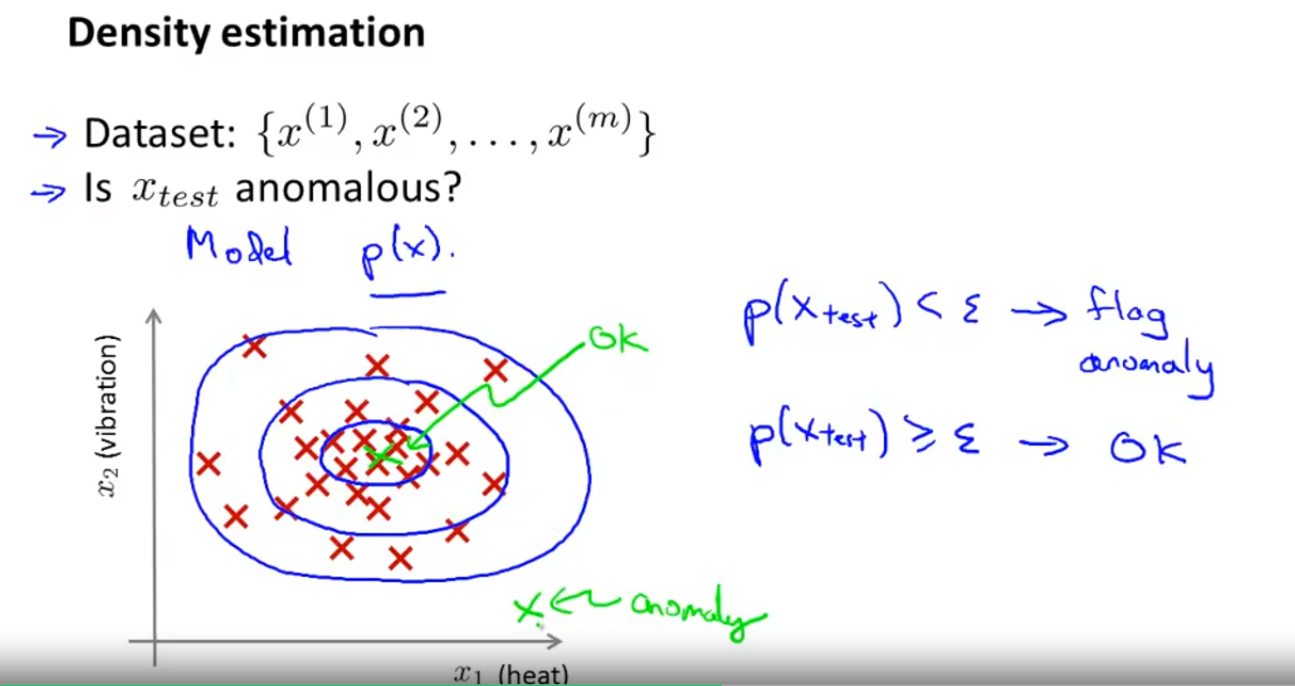 Density estimation
→ Dataset: {x^(1), x^(2), . . . , x^(m)}
→ Is x_test anomalous?
Model p(x).
p(x_test) < ε → flag
anomaly
p(x_test) ≥ ε → OK
OK
x_2 (vibration)
anomaly
x_1 (heat)